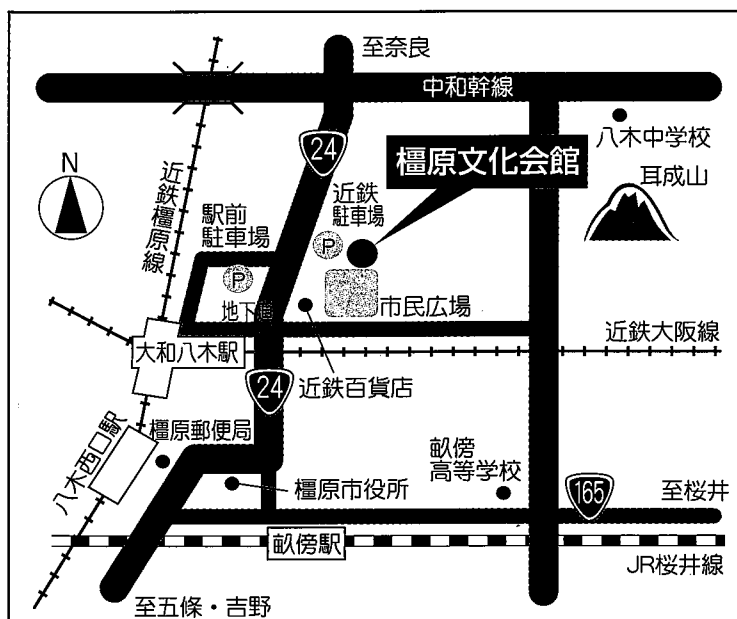 至奈良
中和幹線
24
八木中学校
橿原文化会館
耳成山
N
近鉄橿原線
近鉄
駐車場
P
駅前
駐車場
P
地下道
市民広場
近鉄大阪線
大和八木駅
24
近鉄百貨店
八木西口駅
橿原郵便局
畝傍
高等学校
橿原市役所
165
至桜井
畝傍駅
JR桜井線
至五條・吉野